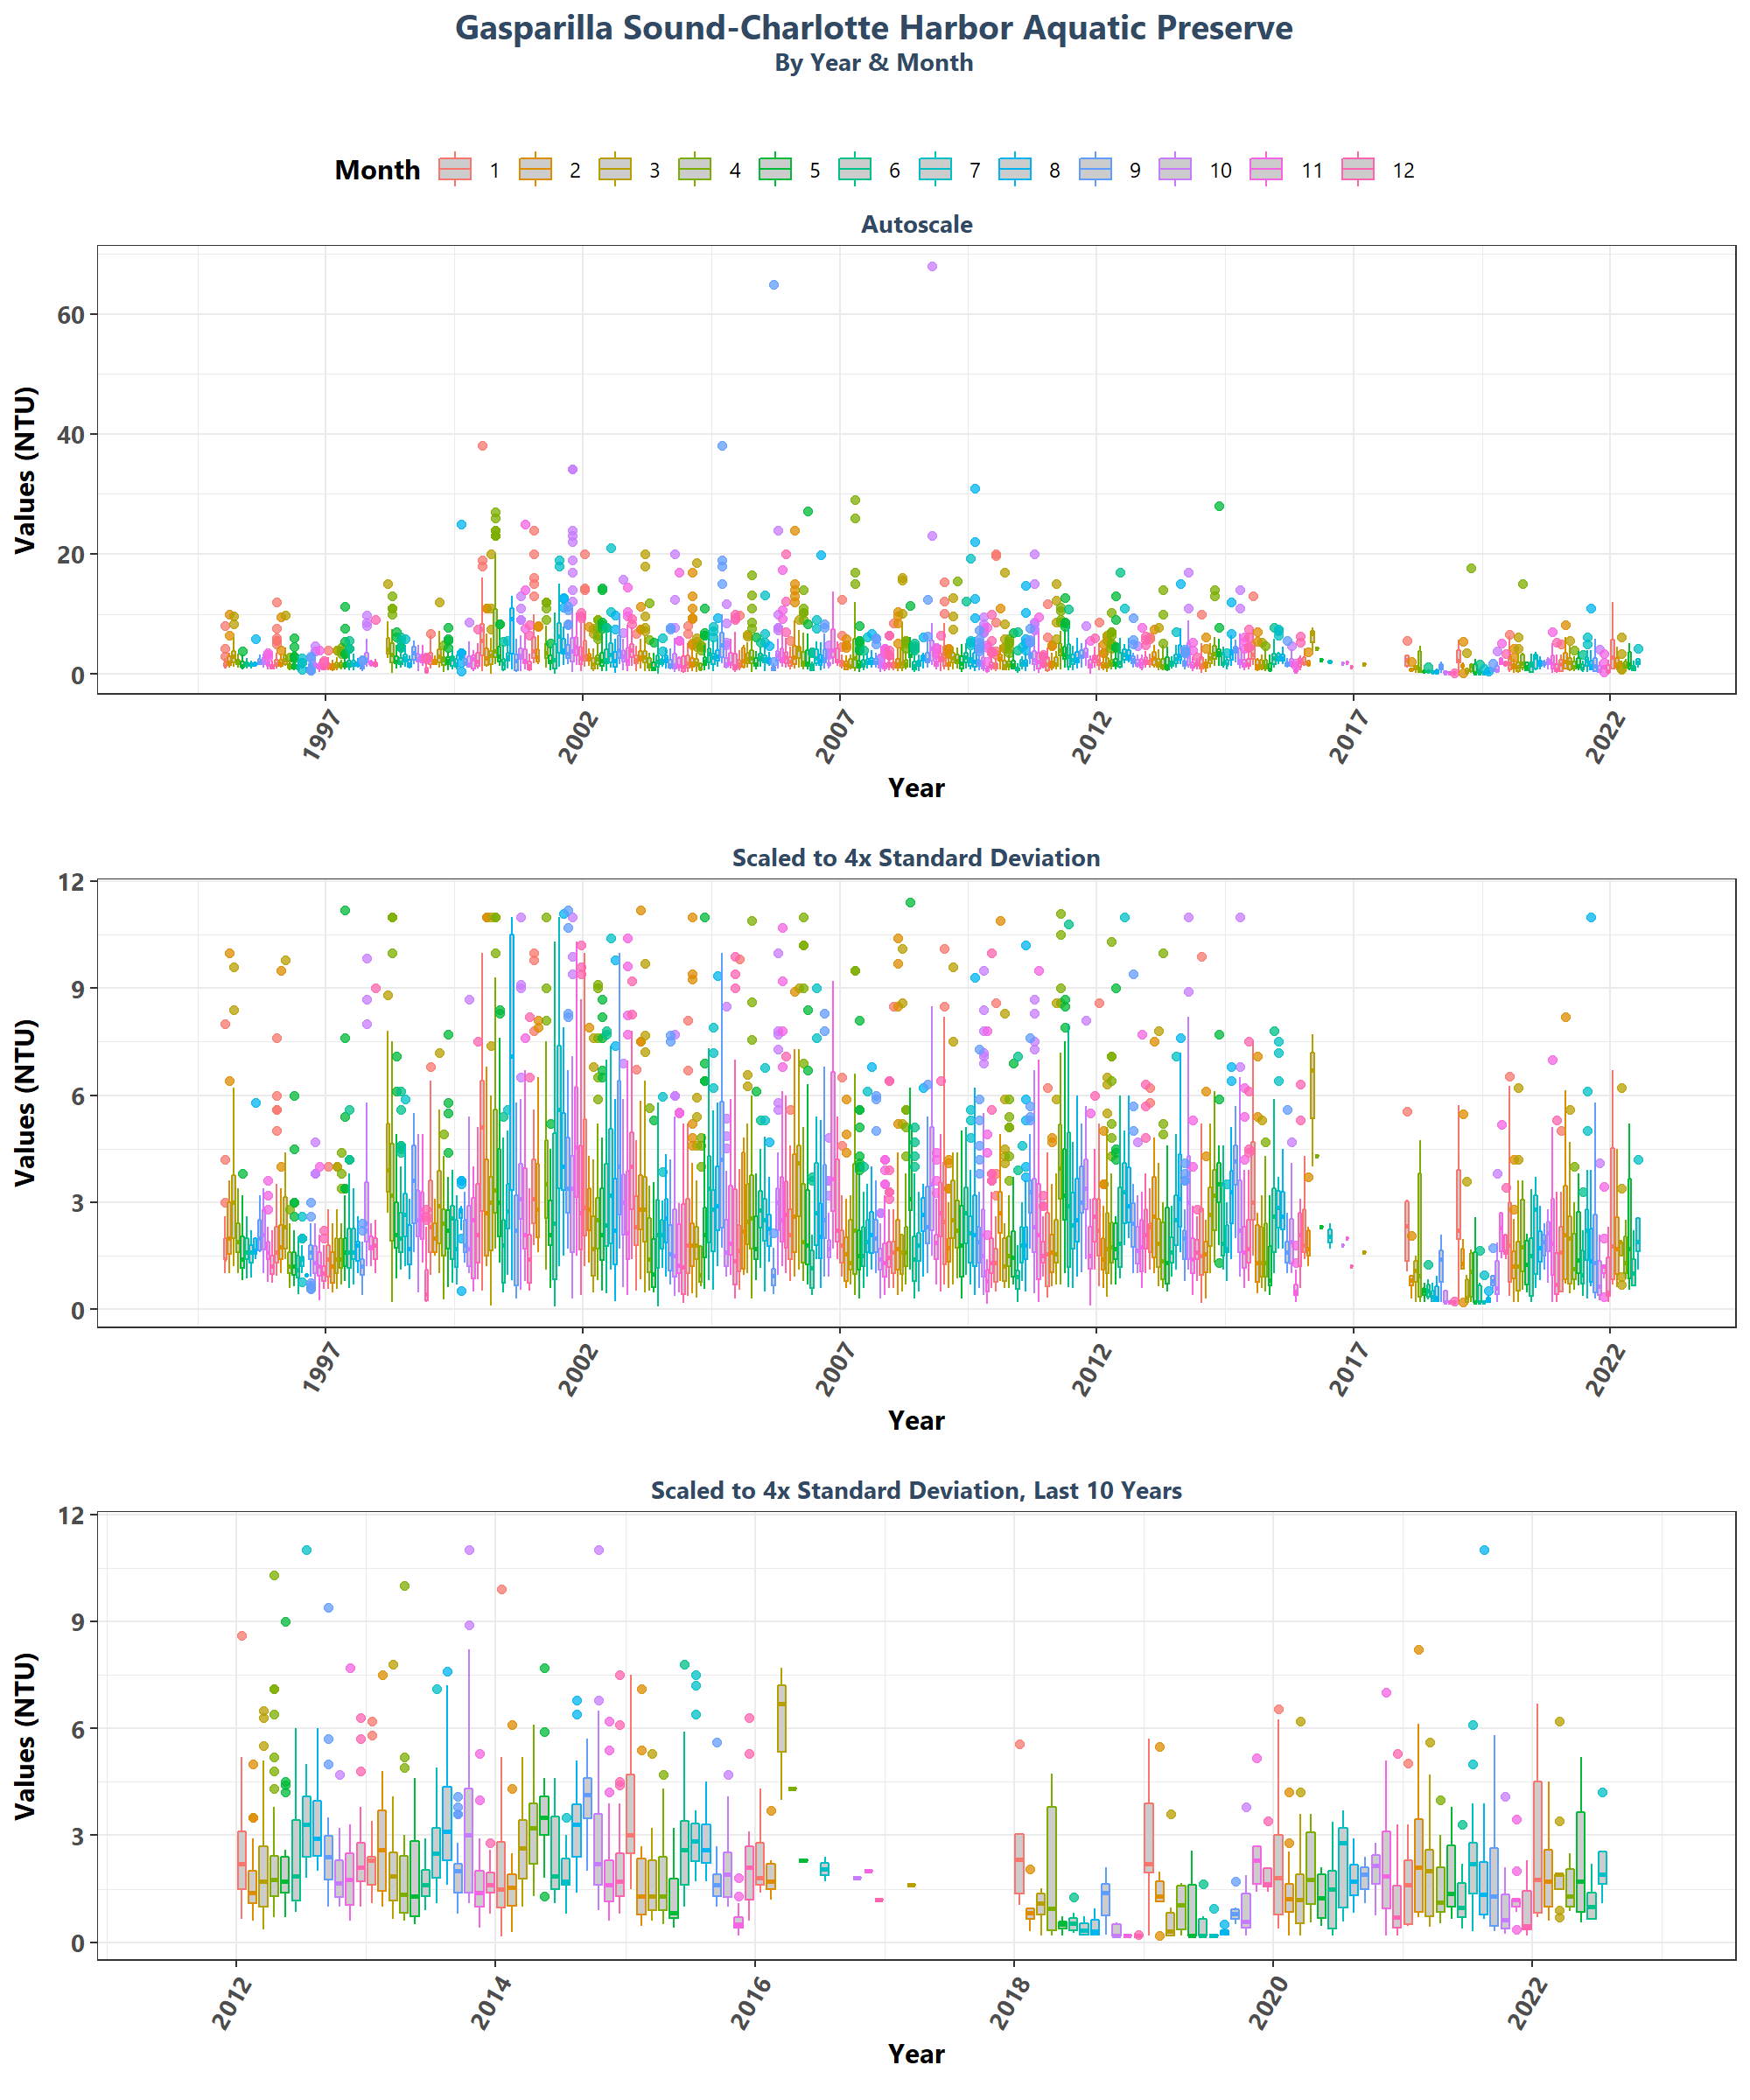 Gasparilla Sound-Charlotte Harbor Aquatic Preserve
By Year & Month
Month 1 2 3 4 5 6 7 8 9 10 11 12
Autoscale
Values (NTU)
60
40
20
0
1997 2002 2007 2012 2017 2022
Year
Scaled to 4x Standard Deviation
Values (NTU)
12
9
6
3
0
1997 2002 2007 2012 2017 2022
Year
Scaled to 4x Standard Deviation, Last 10 Years
Values (NTU)
12
9
6
3
0
2012 2014 2016 2018 2020 2022
Year